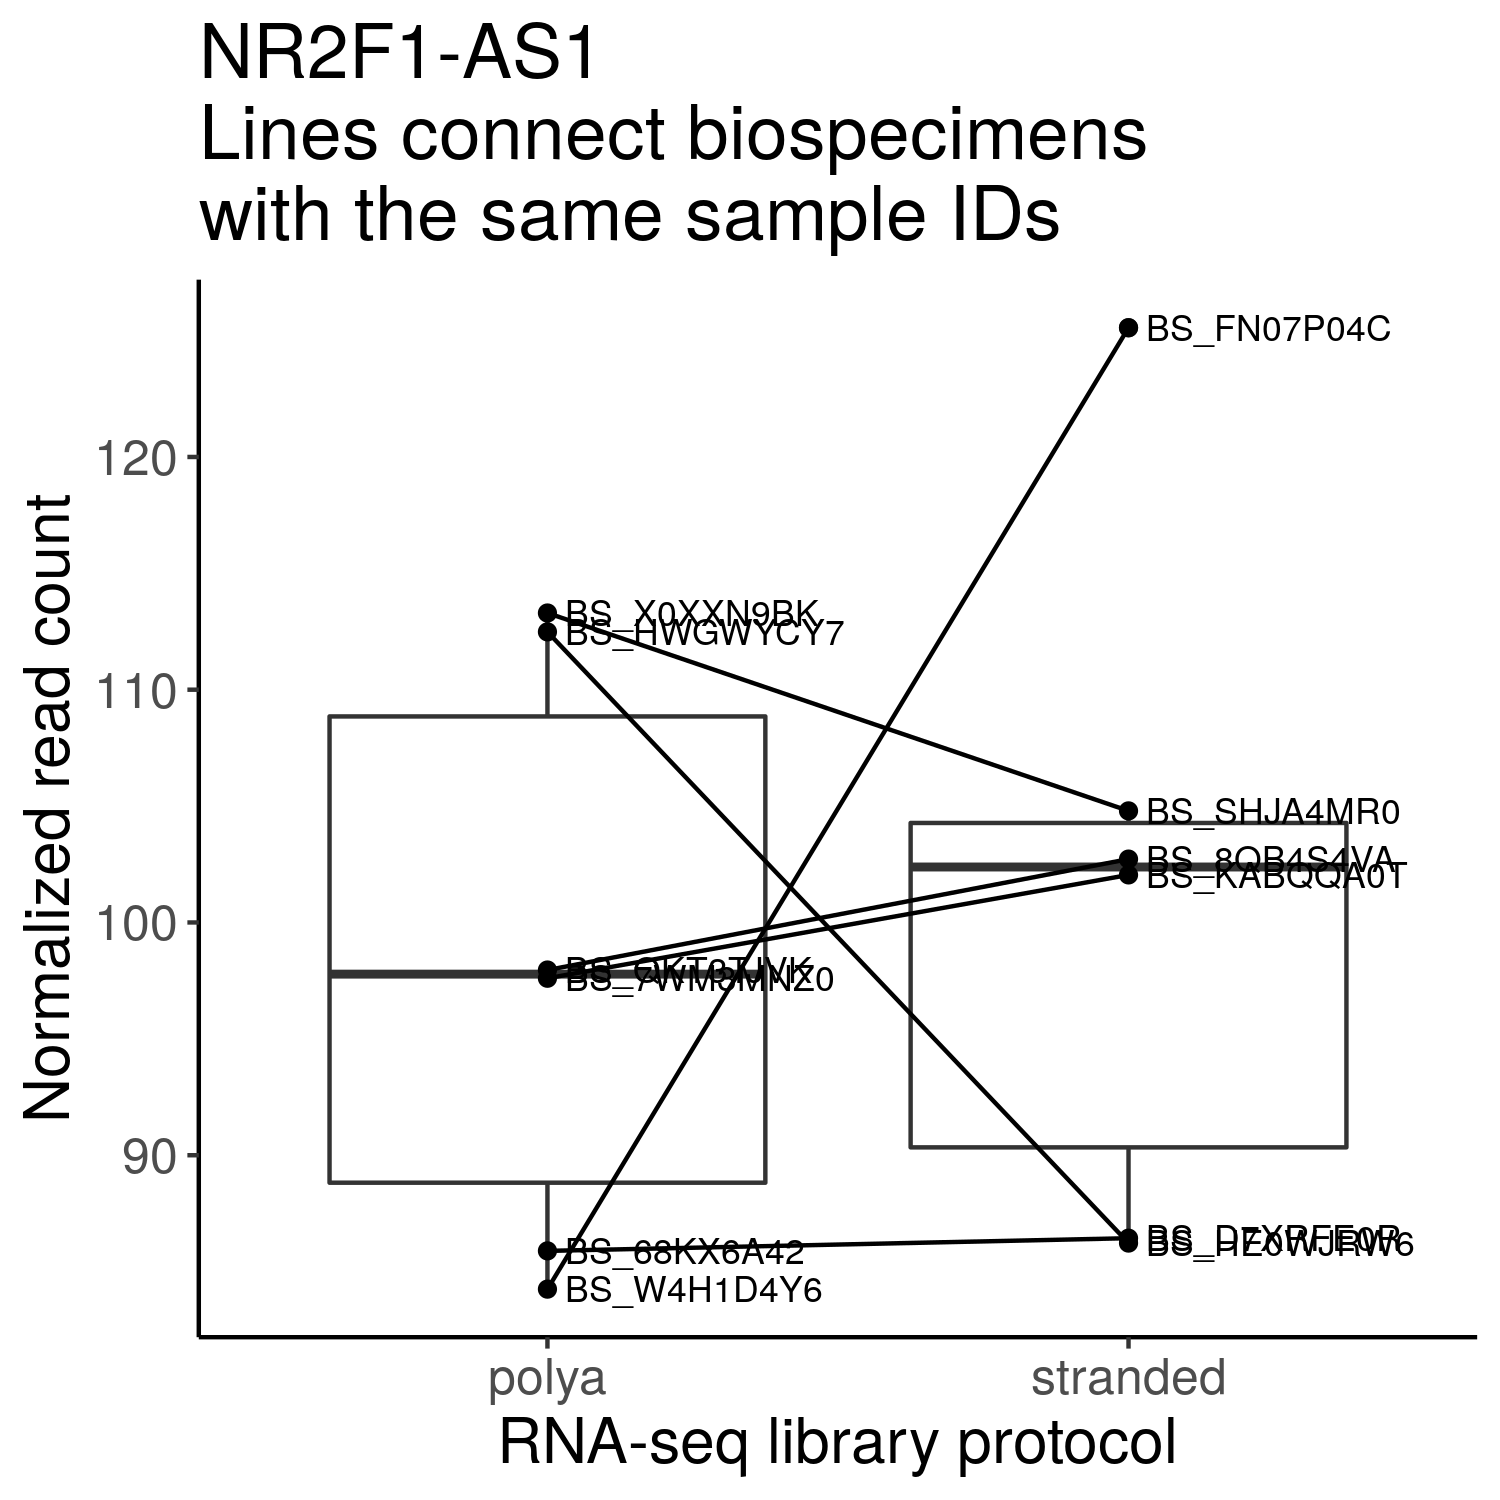 NR2F1-AS1
Lines connect biospecimens
with the same sample IDs
Normalized read count
120
110
100
90
BS_FN07P04C
BS_X0XXN9BK
BS_HWGWYCY7
BS_SHJA4MR0
BS_8QB4S4VA
BS_KABQQA0T
BS_7WM3MNZ0
BS_68KX6A42
BS_W4H1D4Y6
polya
stranded
RNA-seq library protocol